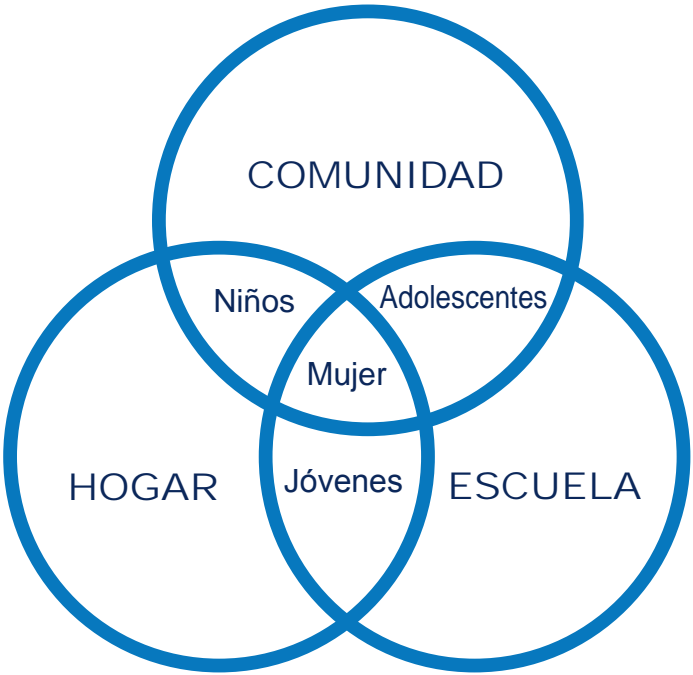 COMUNIDAD
Niños
Adolescentes
Mujer
HOGAR
Jóvenes
ESCUELA